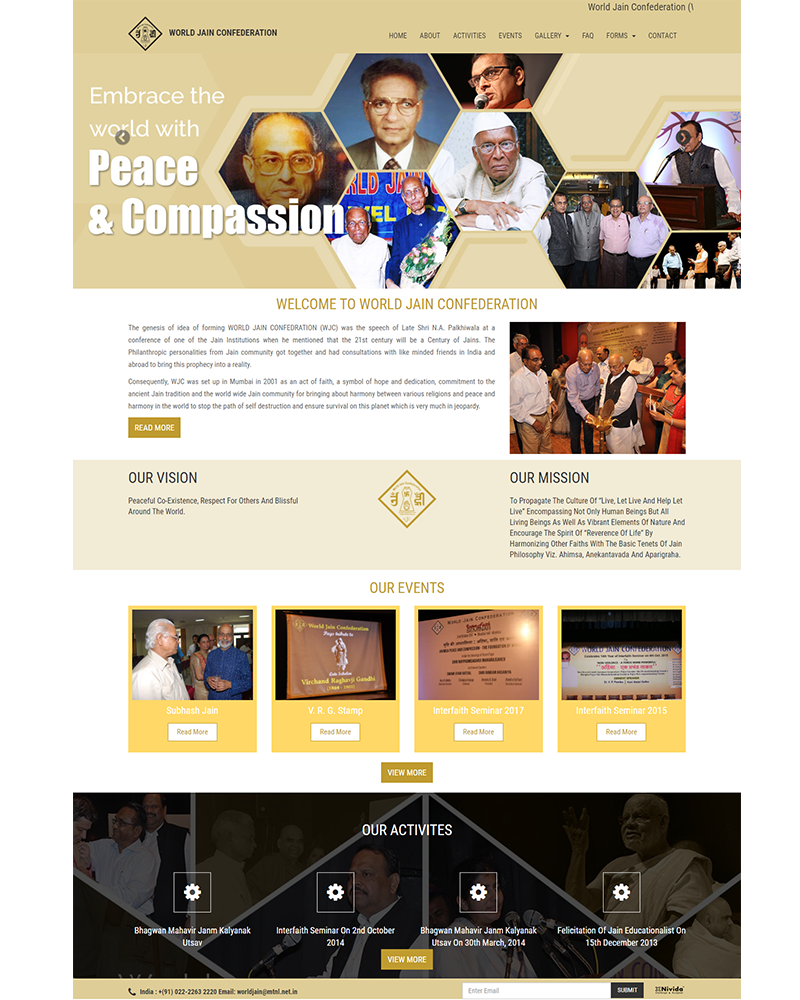 World Jain Confederation (W
WORLD JAIN CONFEDERATION
HOME ABOUT ACTIVITIES EVENTS GALLERY FAQ FORMS CONTACT
Embrace the
world with
Peace
& Compassion
WELCOME TO WORLD JAIN CONFEDERATION
The genesis of idea of forming WORLD JAIN CONFEDRATION (WJC) was the speech of Late Shri N.A. Palkhiwala at a
conference of one of the Jain Institutions when he mentioned that the 21st century will be a Century of Jains. The
Philanthropic personalities from Jain community got together and had consultations with like minded friends in India and
abroad to bring this prophecy into a reality.
Consequently, WJC was set up in Mumbai in 2001 as an act of faith, a symbol of hope and dedication, commitment to the
ancient Jain tradition and the world wide Jain community for bringing about harmony between various religions and peace and
harmony in the world to stop the path of self destruction and ensure survival on this planet which is very much in jeopardy.
READ MORE
OUR VISION
Peaceful Co-Existence, Respect For Others And Blissful
Around The World.
OUR MISSION
To Propagate The Culture Of “Live, Let Live And Help Let
Live” Encompassing Not Only Human Beings But All
Living Beings As Well As Vibrant Elements Of Nature And
Encourage The Spirit Of “Reverence Of Life” By
Harmonizing Other Faiths With The Basic Tenets Of Jain
Philosophy Viz. Ahimsa, Anekantavada And Aparigraha.
OUR EVENTS
World Jain Confederation
Pays tribute to
Virchand Raghavji Gandhi
WORLD JAIN CONFEDERATION
WORLD JAIN CONFEDERATION
Subhash Jain
V. R. G. Stamp
Interfaith Seminar 2017
Interfaith Seminar 2015
Read More
Read More
Read More
Read More
VIEW MORE
OUR ACTIVITES
Bhagwan Mahavir Janm Kalyanak
Utsav
Interfaith Seminar On 2nd October
2014
Bhagwan Mahavir Janm Kalyanak
Utsav On 30th March, 2014
Felicitation Of Jain Educationalist On
15th December 2013
VIEW MORE
India : +(91) 022-2263 2220 Email: worldjain@mtnl.net.in
Enter Email
SUBMIT
Nivida